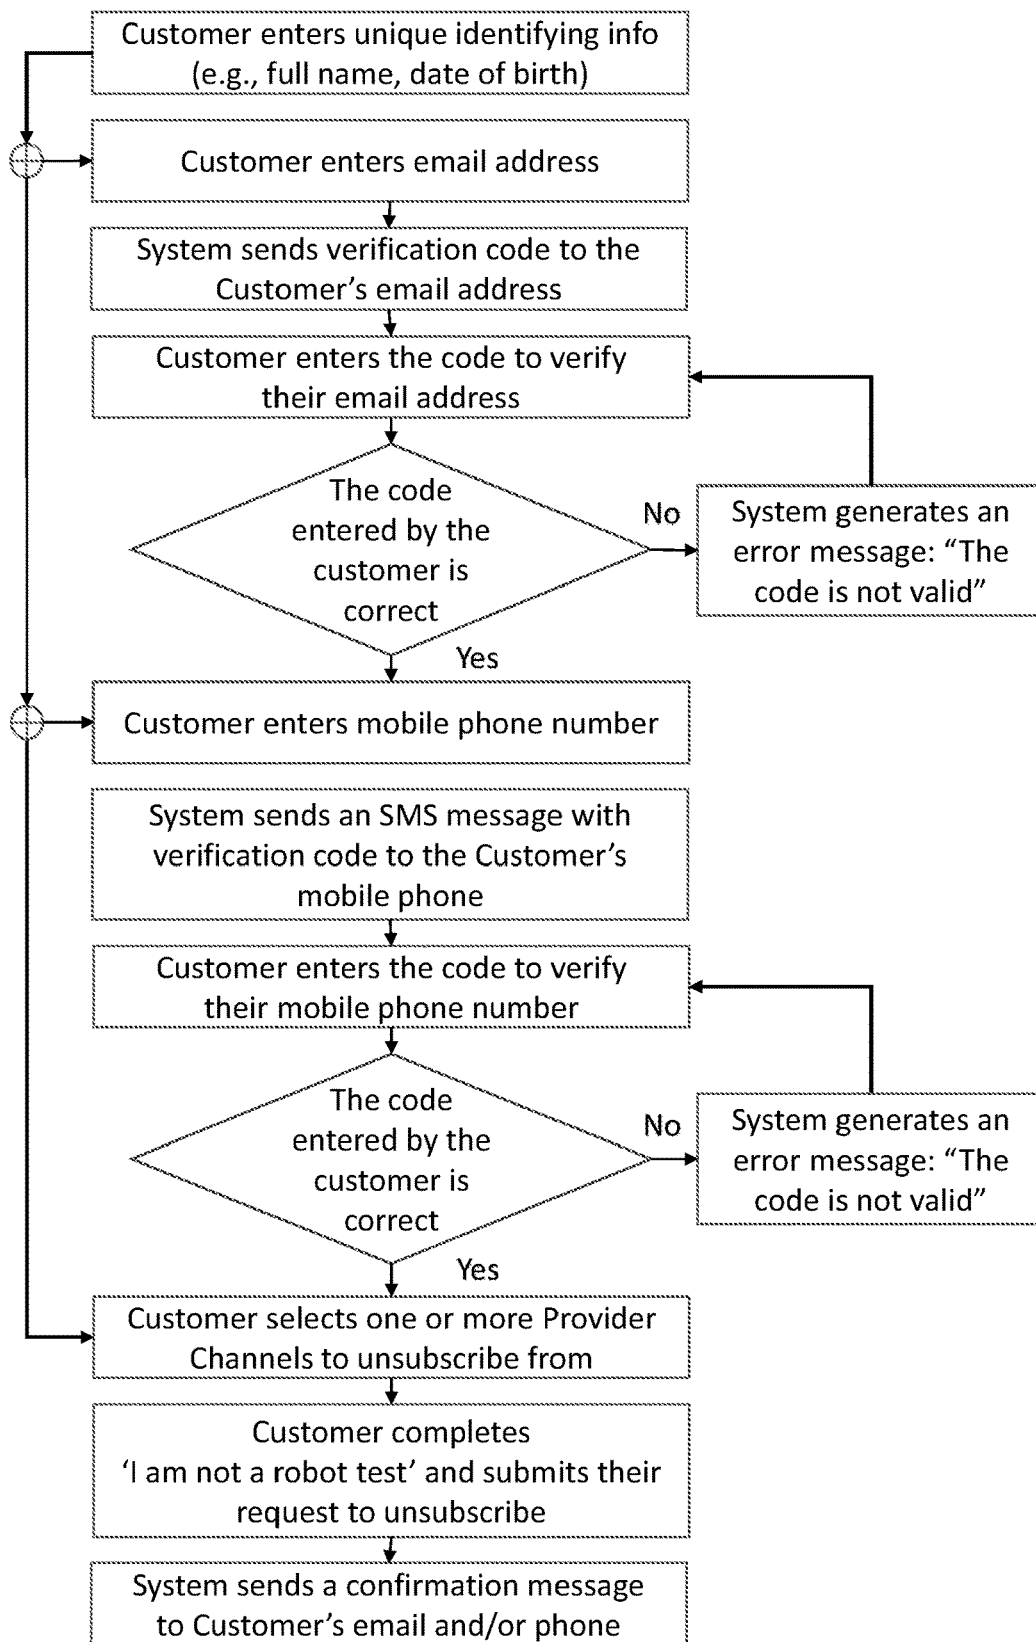 Customer enters unique identifying info
(e.g., full name, date of birth)
Customer enters email address
System sends verification code to the
Customer’s email address
Customer enters the code to verify
their email address
The code
entered by the
customer is
correct
No
System generates an
error message: “The
code is not valid”
Yes
Customer enters mobile phone number
System sends an SMS message with
verification code to the Customer’s
mobile phone
Customer enters the code to verify
their mobile phone number
The code
entered by the
customer is
correct
No
System generates an
error message: “The
code is not valid”
Yes
Customer selects one or more Provider
Channels to unsubscribe from
Customer completes
‘I am not a robot test’ and submits their
request to unsubscribe
System sends a confirmation message
to Customer’s email and/or phone